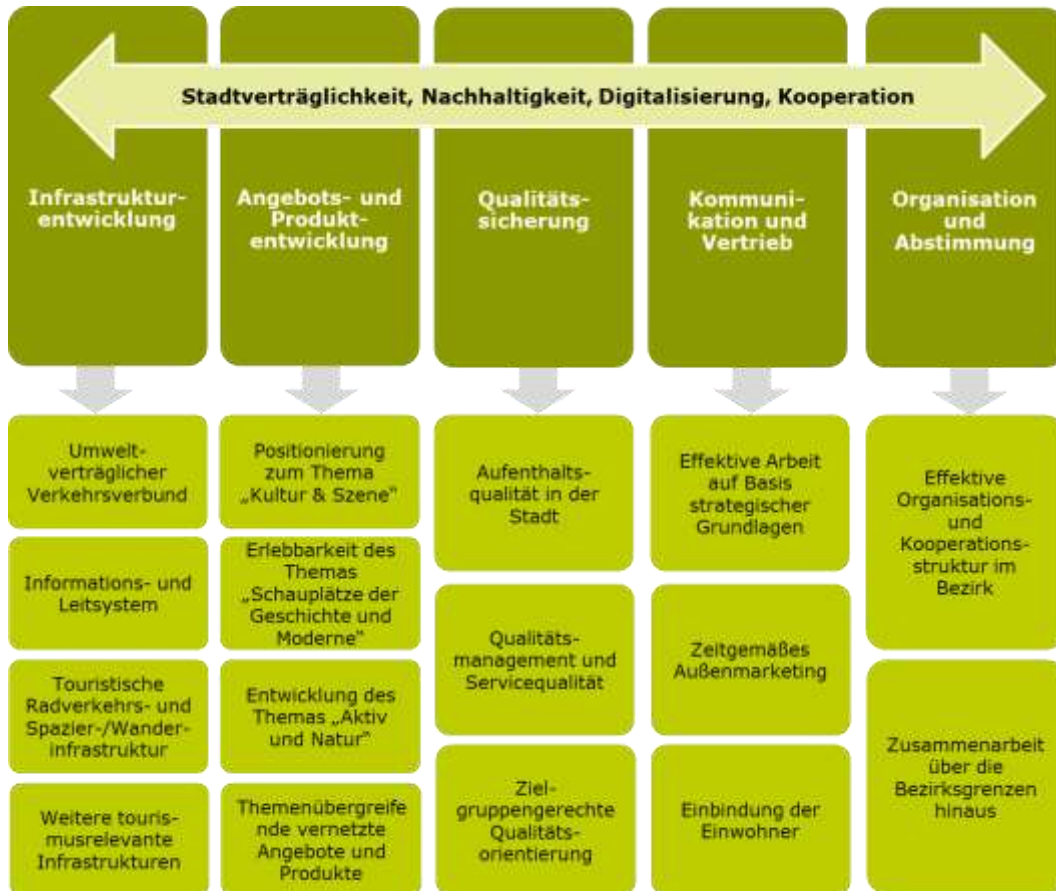 Stadtverträglichkeit, Nachhaltigkeit, Digitalisierung, Kooperation
Infrastruktur-
entwicklung
Angebots- und
Produkt-
entwicklung
Qualitäts-
sicherung
Kommuni-
kation und
Vertrieb
Organisation
und
Abstimmung
Umwelt-
verträglicher
Verkehrsverbund
Informations- und
Leitsystem
Touristische
Radverkehrs- und
Spazier-/Wander-
infrastruktur
Weitere touris-
musrelevante
Infrastrukturen
Positionierung
zum Thema
„Kultur & Szene“
Erlebbarkeit des
Themas
„Schauplätze der
Geschichte und
Moderne“
Entwicklung des
Themas „Aktiv
und Natur“
Themenübergreife
nde vernetzte
Angebote und
Produkte
Aufenthalts-
qualität in der
Stadt
Qualitäts-
management und
Servicequalität
Ziel-
gruppengerechte
Qualitäts-
orientierung
Effektive Arbeit
auf Basis
strategischer
Grundlagen
Zeitgemäßes
Außenmarketing
Einbindung der
Einwohner
Effektive
Organisations-
und
Kooperations-
struktur im
Bezirk
Zusammenarbeit
über die
Bezirksgrenzen
hinaus